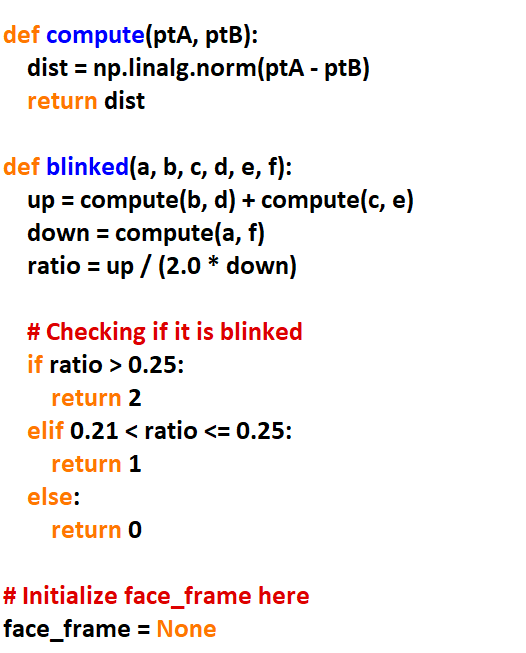 def compute(ptA, ptB):
    dist = np.linalg.norm(ptA - ptB)
    return dist

def blinked(a, b, c, d, e, f):
    up = compute(b, d) + compute(c, e)
    down = compute(a, f)
    ratio = up / (2.0 * down)

    # Checking if it is blinked
    if ratio > 0.25:
        return 2
    elif 0.21 < ratio <= 0.25:
        return 1
    else:
        return 0

# Initialize face_frame here
face_frame = None